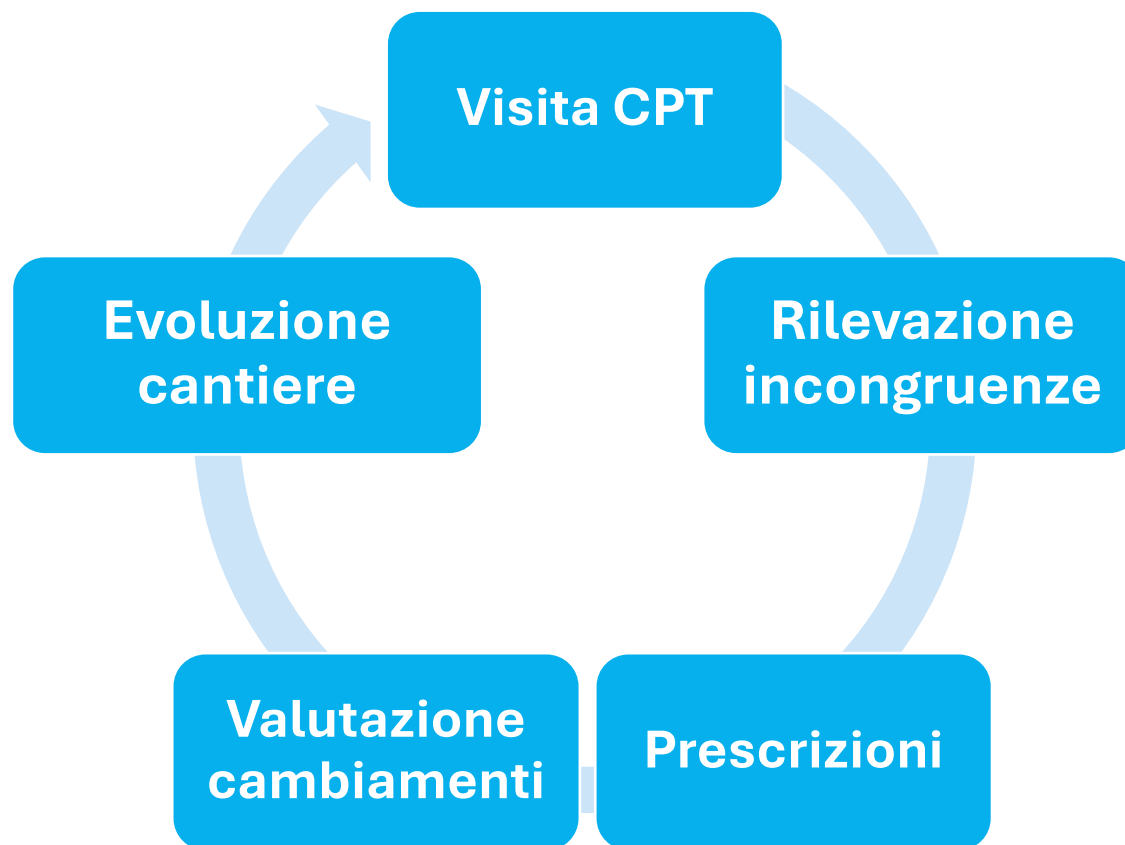 Visita CPT
Rilevazione
incongruenze
Prescrizioni
Valutazione
cambiamenti
Evoluzione
cantiere